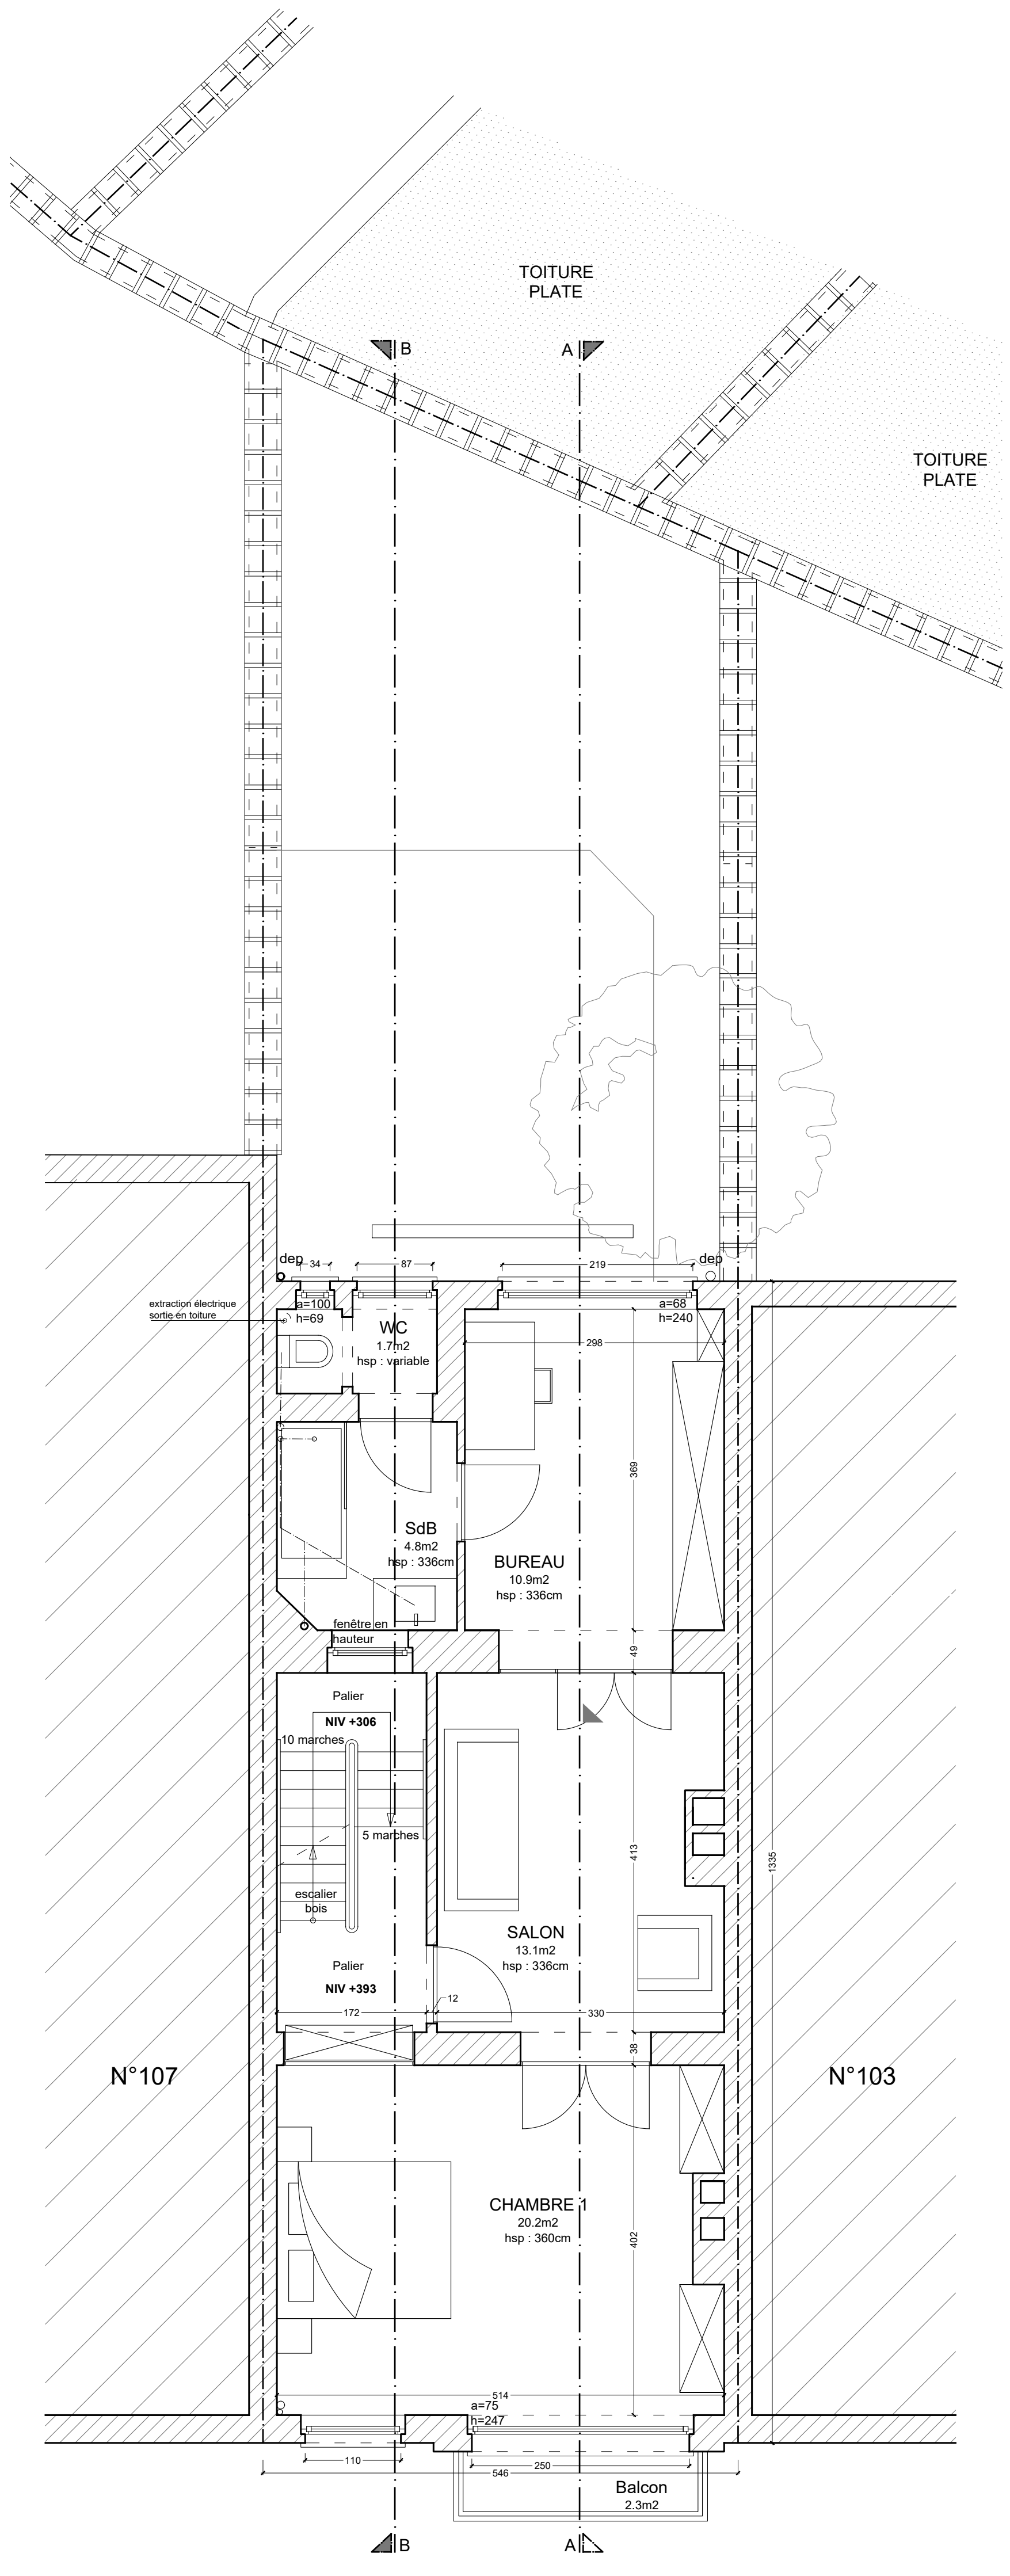 TOITURE
PLATE
B
A
TOITURE
PLATE
dep
34
87
219
dep
extraction électrique
sortie en toiture
a=100
h=69
a=68
h=240
WC
1.7m2
hsp : variable
298
369
SdB
4.8m2
hsp : 336cm
BUREAU
10.9m2
hsp : 336cm
fenêtre en
hauteur
49
Palier
NIV +306
10 marches
5 marches
413
1335
escalier
bois
SALON
13.1m2
hsp : 336cm
Palier
NIV +393
12
172
330
38
N°107
N°103
CHAMBRE 1
20.2m2
hsp : 360cm
402
514
a=75
h=247
110
250
546
Balcon
2.3m2
B
A